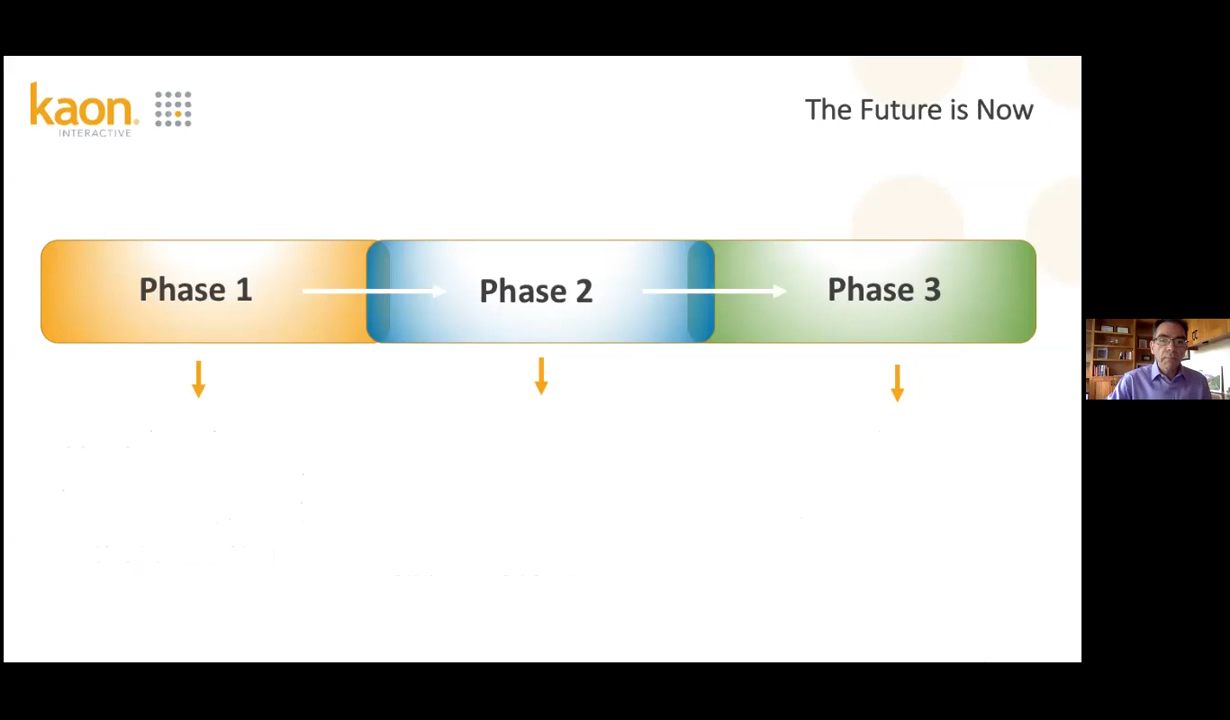 kaon
INTERACTIVE
The Future is Now
Phase 1
Phase 2
Phase 3